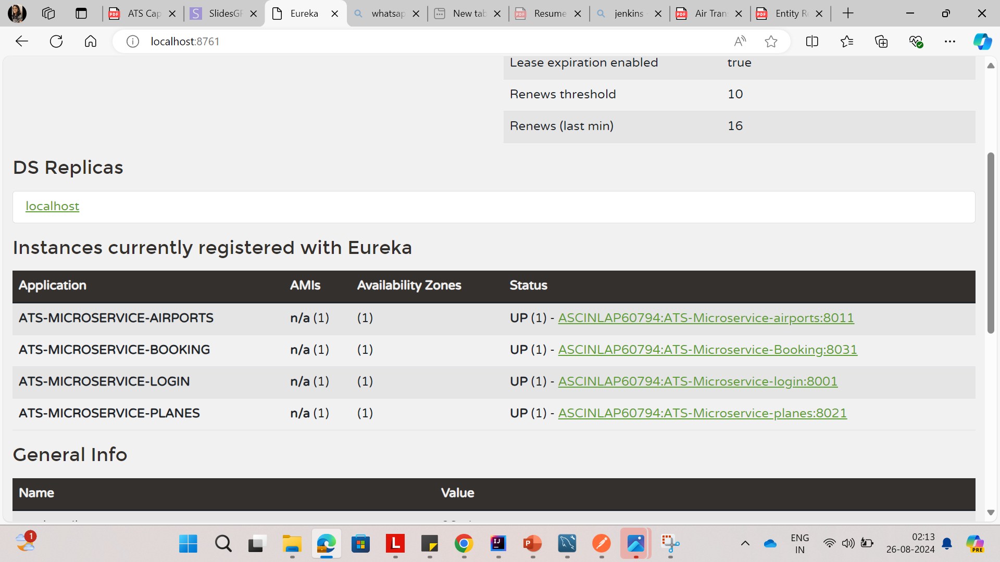 ATS Cap
SlidesGP
Eureka
whatsap
New tab
Resume
jenkins
Air Trans
Entity Re
localhost:8761
Lease expiration enabled true
Renews threshold 10
Renews (last min) 16
DS Replicas
localhost
Instances currently registered with Eureka
Application AMIs Availability Zones Status
ATS-MICROSERVICE-AIRPORTS n/a (1) (1) UP (1) - ASCINLAP60794:ATS-Microservice-airports:8011
ATS-MICROSERVICE-BOOKING n/a (1) (1) UP (1) - ASCINLAP60794:ATS-Microservice-Booking:8031
ATS-MICROSERVICE-LOGIN n/a (1) (1) UP (1) - ASCINLAP60794:ATS-Microservice-login:8001
ATS-MICROSERVICE-PLANES n/a (1) (1) UP (1) - ASCINLAP60794:ATS-Microservice-planes:8021
General Info
Name Value
1
ENG
IN
02:13
26-08-2024
PRE